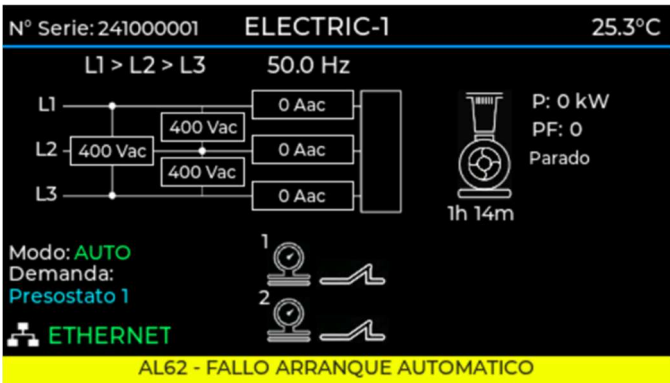 N° Serie: 241000001 ELECTRIC-1 25.3°C
L1 > L2 > L3 50.0 Hz
L1 0 Aac
400 Vac
L2 400 Vac 0 Aac
400 Vac
L3 0 Aac
P: 0 kW
PF: 0
Parado
1h 14m
Modo: AUTO
Demanda:
Presostato 1
1
2
ETHERNET
AL62 - FALLO ARRANQUE AUTOMATICO